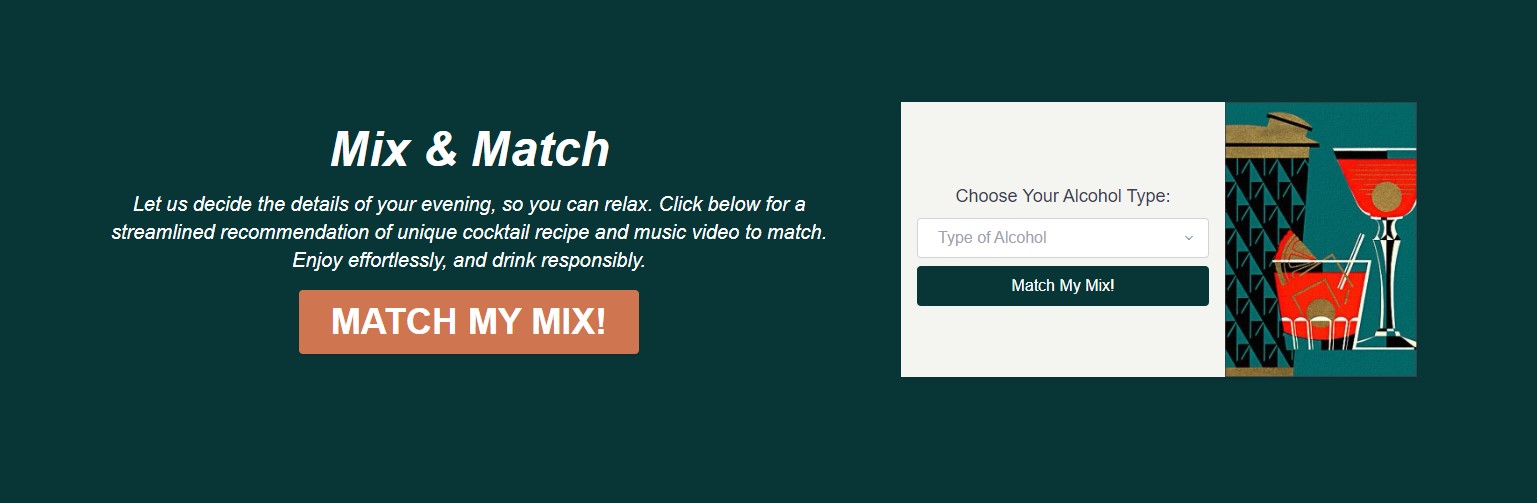 Mix & Match
Let us decide the details of your evening, so you can relax. Click below for a
streamlined recommendation of unique cocktail recipe and music video to match.
Enjoy effortlessly, and drink responsibly.
MATCH MY MIX!
Choose Your Alcohol Type:
Type of Alcohol
Match My Mix!